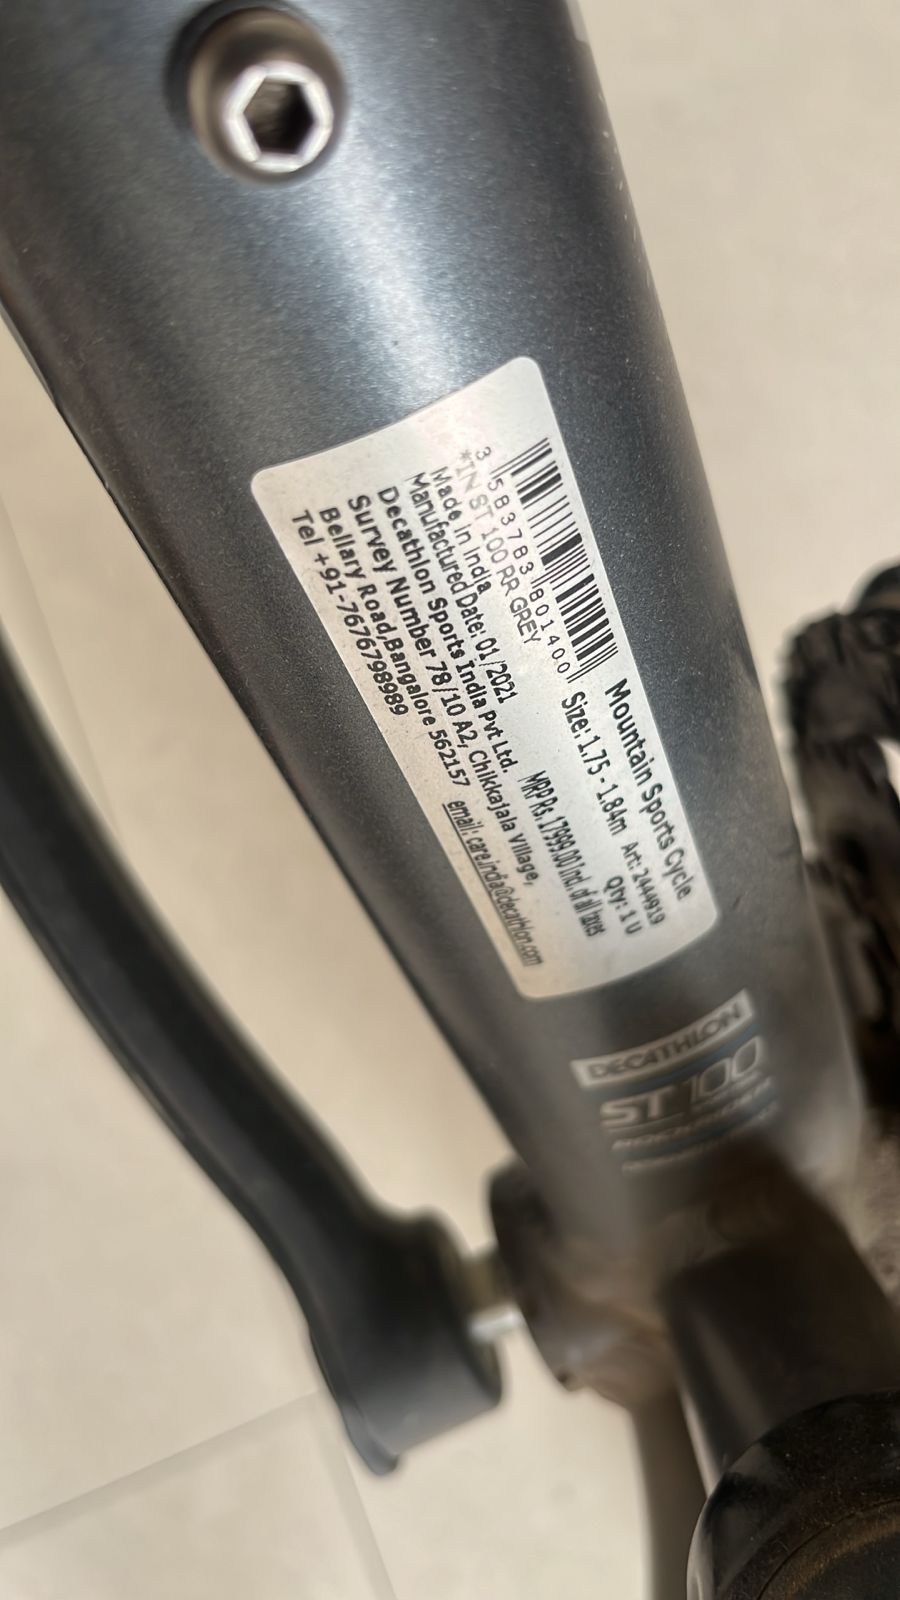 Mountain Sports Cycle
Size:1.75 - 1.84m Art: 2444919
Qty: 1 U
MRP Rs.17999.00 Incl. of all taxes
3 583783 801400
*IN ST 100 RR GREY
Made in India
Manufactured Date: 01/2021
Decathlon Sports India Pvt Ltd.
Survey Number 78/10 A2, Chikkajala Village,
Bellary Road,Bangalore 562157
Tel +91-7676798989 email: care.india@decathlon.com
DECATHLON
ST 100
ROCKRIDER